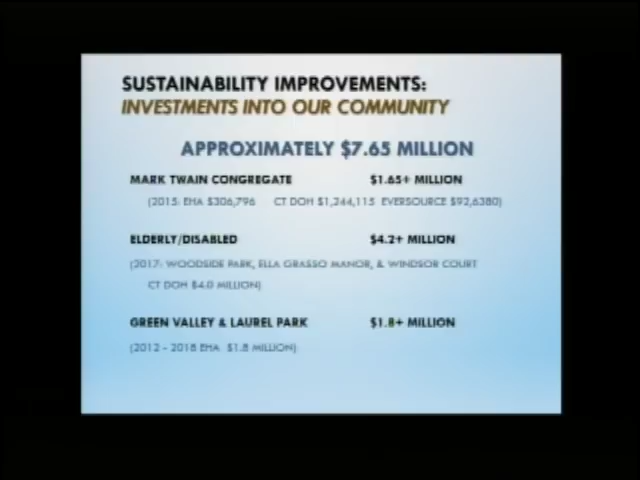 SUSTAINABILITY IMPROVEMENTS:
INVESTMENTS INTO OUR COMMUNITY
APPROXIMATELY $7.65 MILLION
MARK TWAIN CONGREGATE $1.65+ MILLION
(2015: EHA $306,796 CT DOH $1,244,115 EVERSOURCE $92,6380)
ELDERLY/DISABLED $4.2+ MILLION
(2017: WOODSIDE PARK, ELLA GRASSO MANOR, & WINDSOR COURT
CT DOH $4.0 MILLION)
GREEN VALLEY & LAUREL PARK $1.8+ MILLION
(2012 - 2018 EHA $1.8 MILLION)